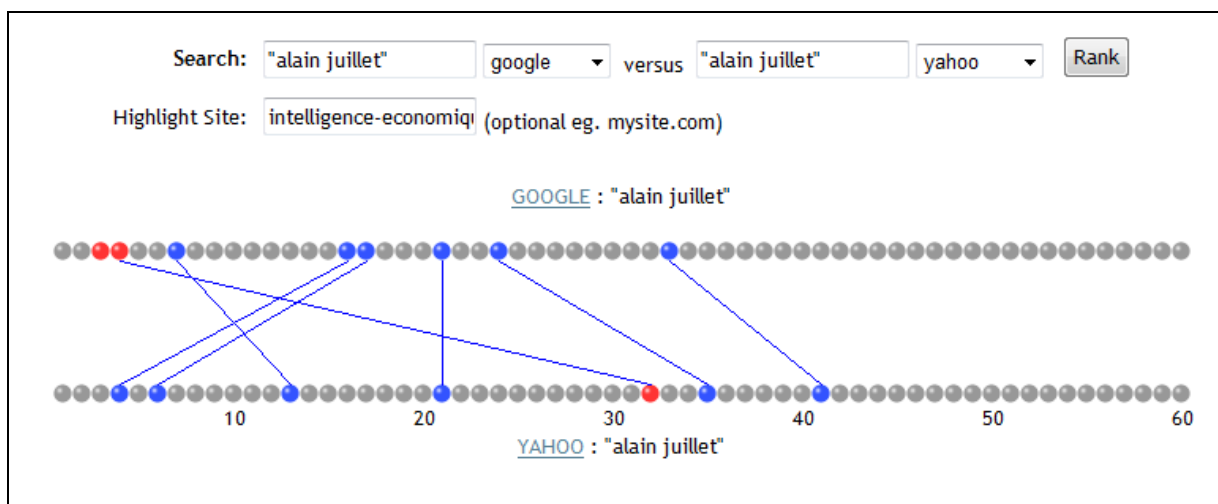 Search: "alain juillet" google versus "alain juillet" yahoo Rank
Highlight Site: intelligence-economiqu (optional eg. mysite.com)
GOOGLE : "alain juillet"
10 20 30 40 50 60
YAHOO : "alain juillet"